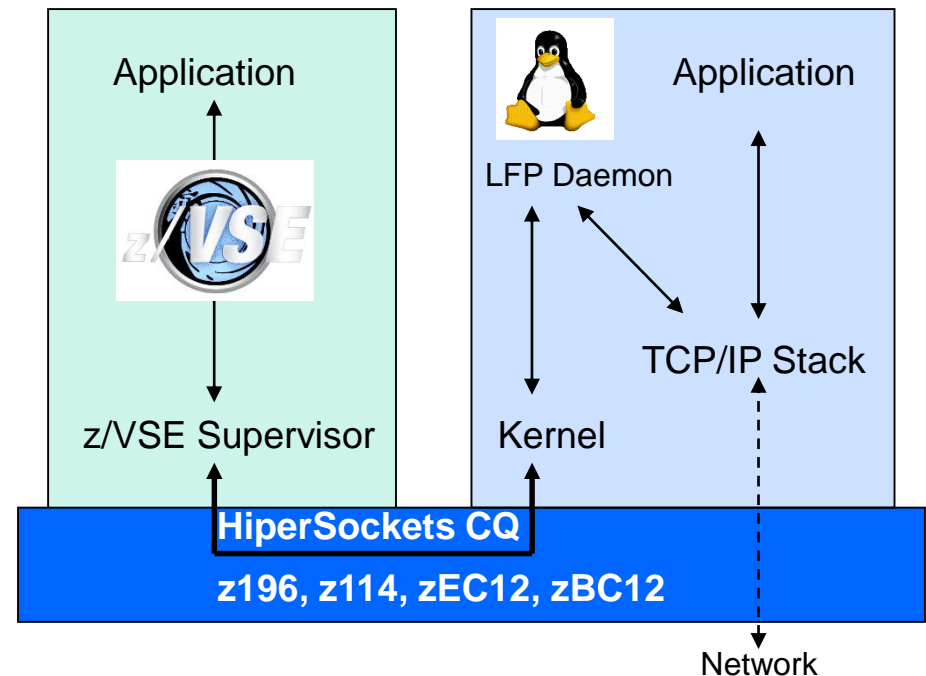 Application
z/VSE
z/VSE Supervisor
Application
LFP Daemon
TCP/IP Stack
Kernel
HiperSockets CQ
z196, z114, zEC12, zBC12
Network